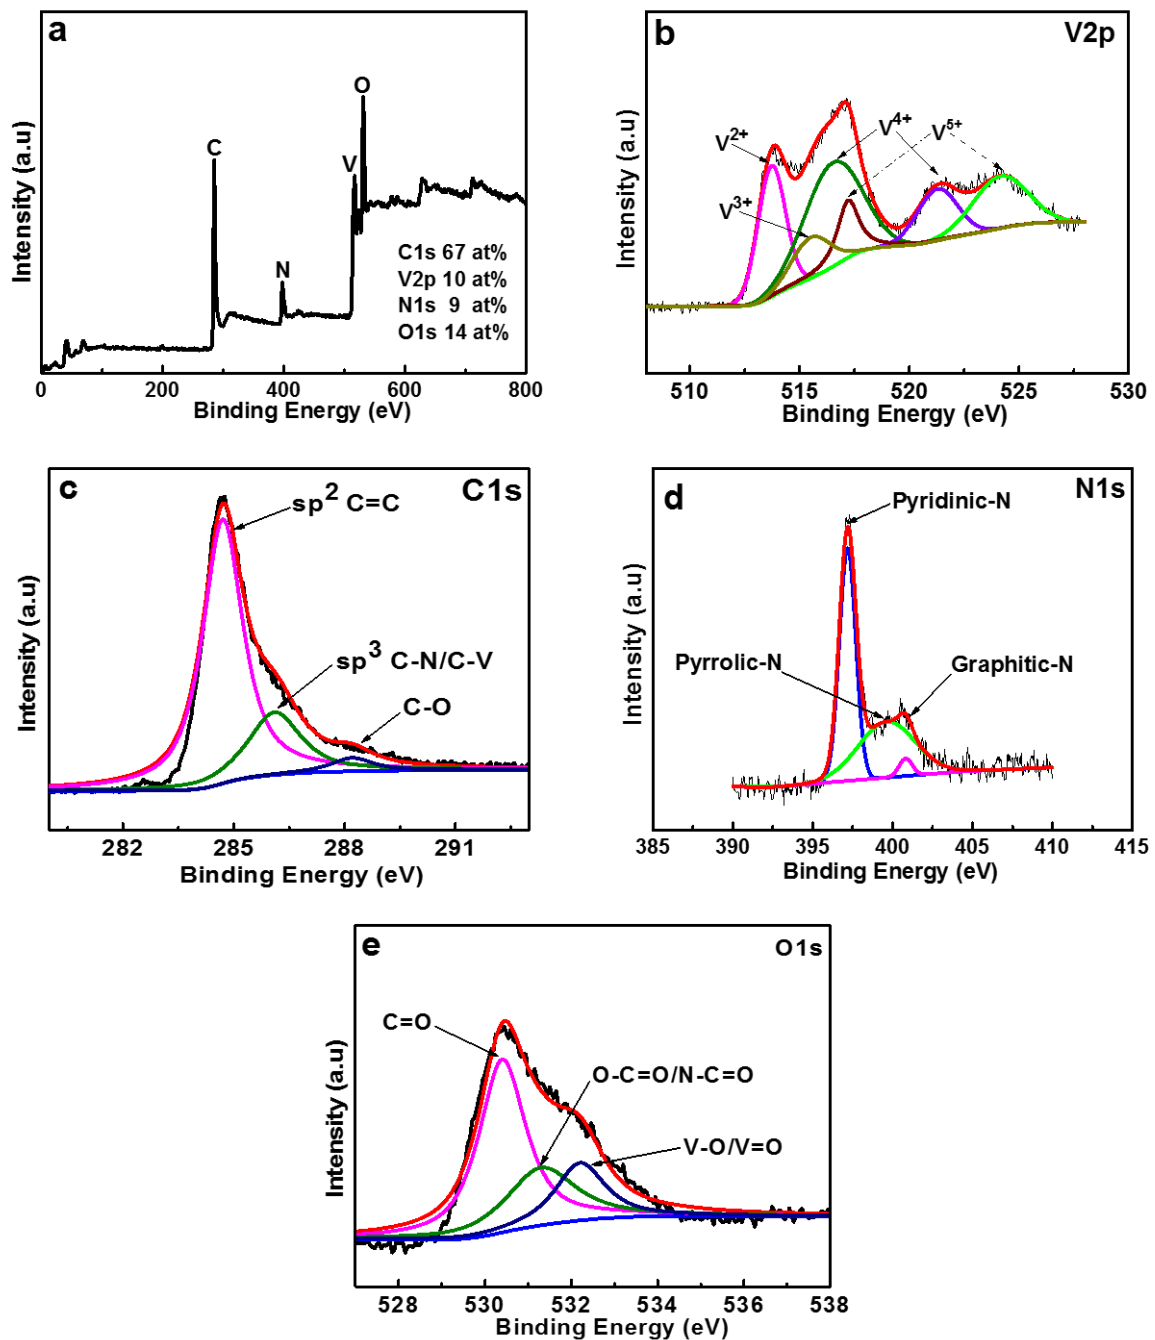 a
C
N
V
O
C1s 67 at%
V2p 10 at%
N1s 9 at%
O1s 14 at%
Intensity (a.u)
0 200 400 600 800
Binding Energy (eV)
b
V2p
V2+
V3+
V4+
V5+
Intensity (a.u)
510 515 520 525 530
Binding Energy (eV)
c
C1s
sp2 C=C
sp3 C-N/C-V
C-O
Intensity (a.u)
282 285 288 291
Binding Energy (eV)
d
N1s
Pyridinic-N
Pyrrolic-N
Graphitic-N
Intensity (a.u)
385 390 395 400 405 410 415
Binding Energy (eV)
e
O1s
C=O
O-C=O/N-C=O
V-O/V=O
Intensity (a.u)
528 530 532 534 536 538
Binding Energy (eV)